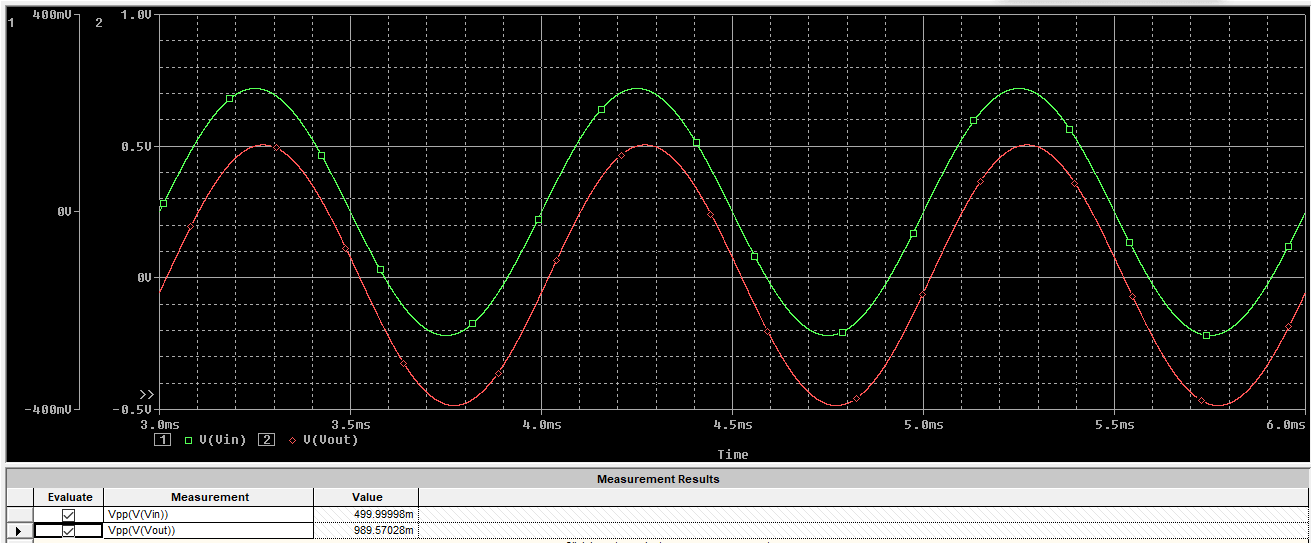 1 400mV 2 1.0V
0.5V
0V
0V
>>
-400mV -0.5V
3.0ms 3.5ms 4.0ms 4.5ms 5.0ms 5.5ms 6.0ms
1 V(Vin) 2 V(Vout)
Time
Measurement Results
Evaluate Measurement Value
Vpp(V(Vin)) 499.99998m
Vpp(V(Vout)) 989.57028m